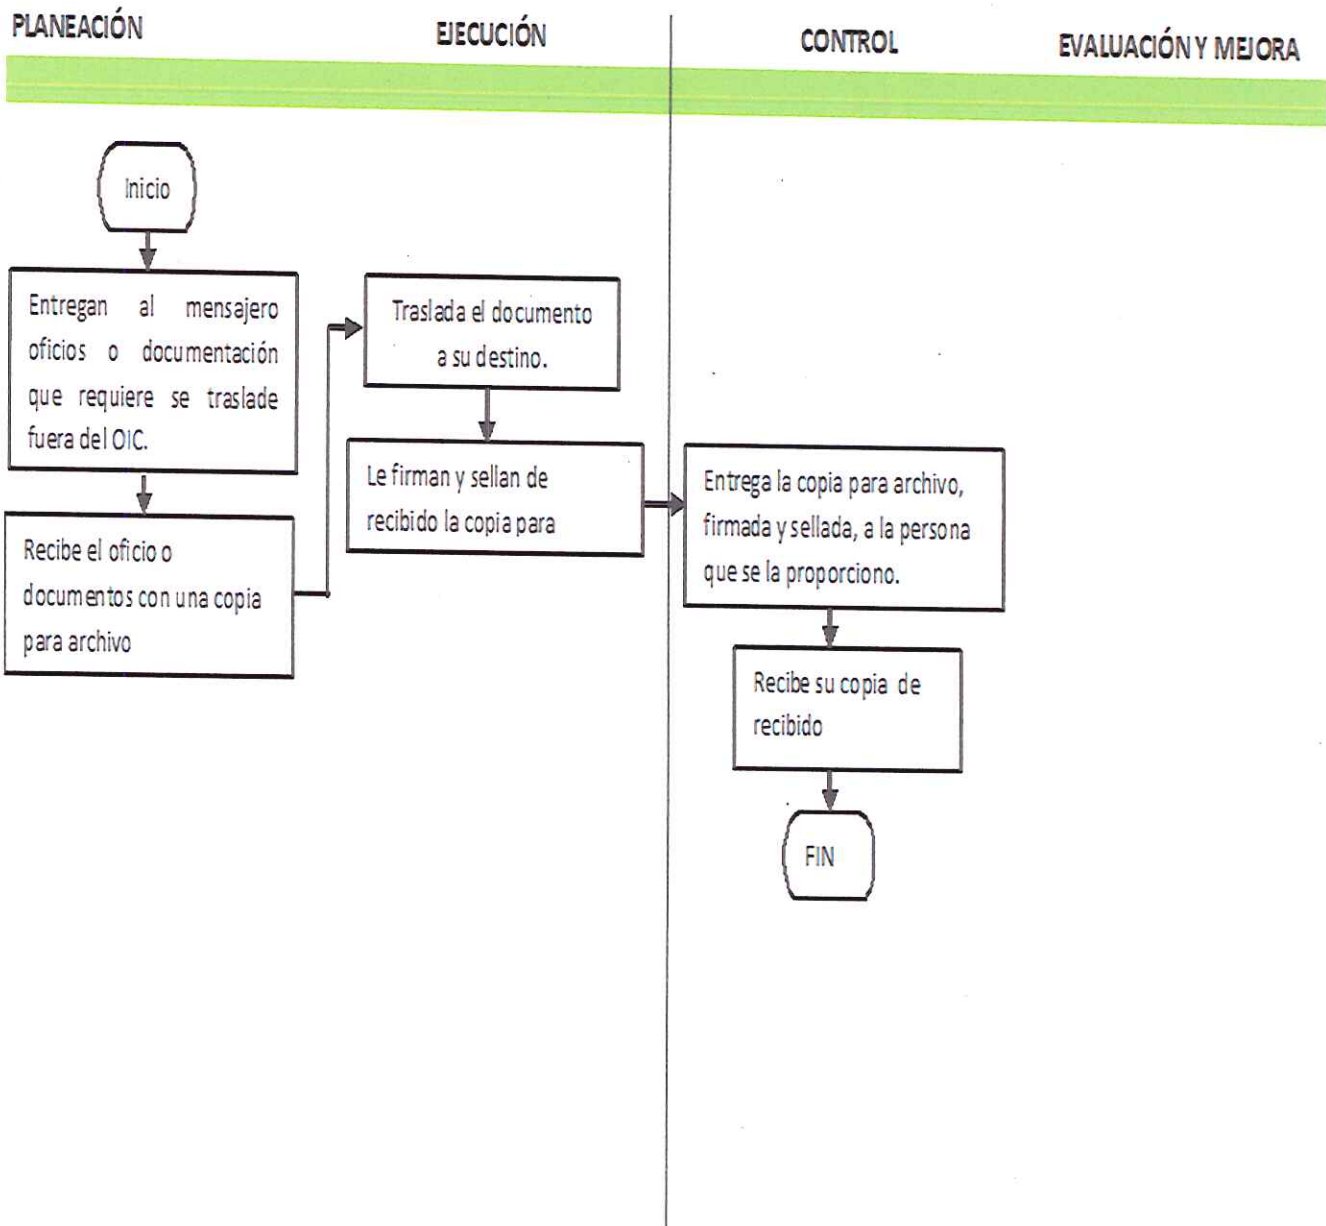 PLANEACIÓN
EJECUCIÓN
CONTROL
EVALUACIÓN Y MEJORA
Inicio
Entregan al mensajero
oficios o documentación
que requiere se traslade
fuera del OIC.
Recibe el oficio o
documentos con una copia
para archivo
Traslada el documento
a su destino.
Le firman y sellan de
recibido la copia para
Entrega la copia para archivo,
firmada y sellada, a la persona
que se la proporciono.
Recibe su copia de
recibido
FIN